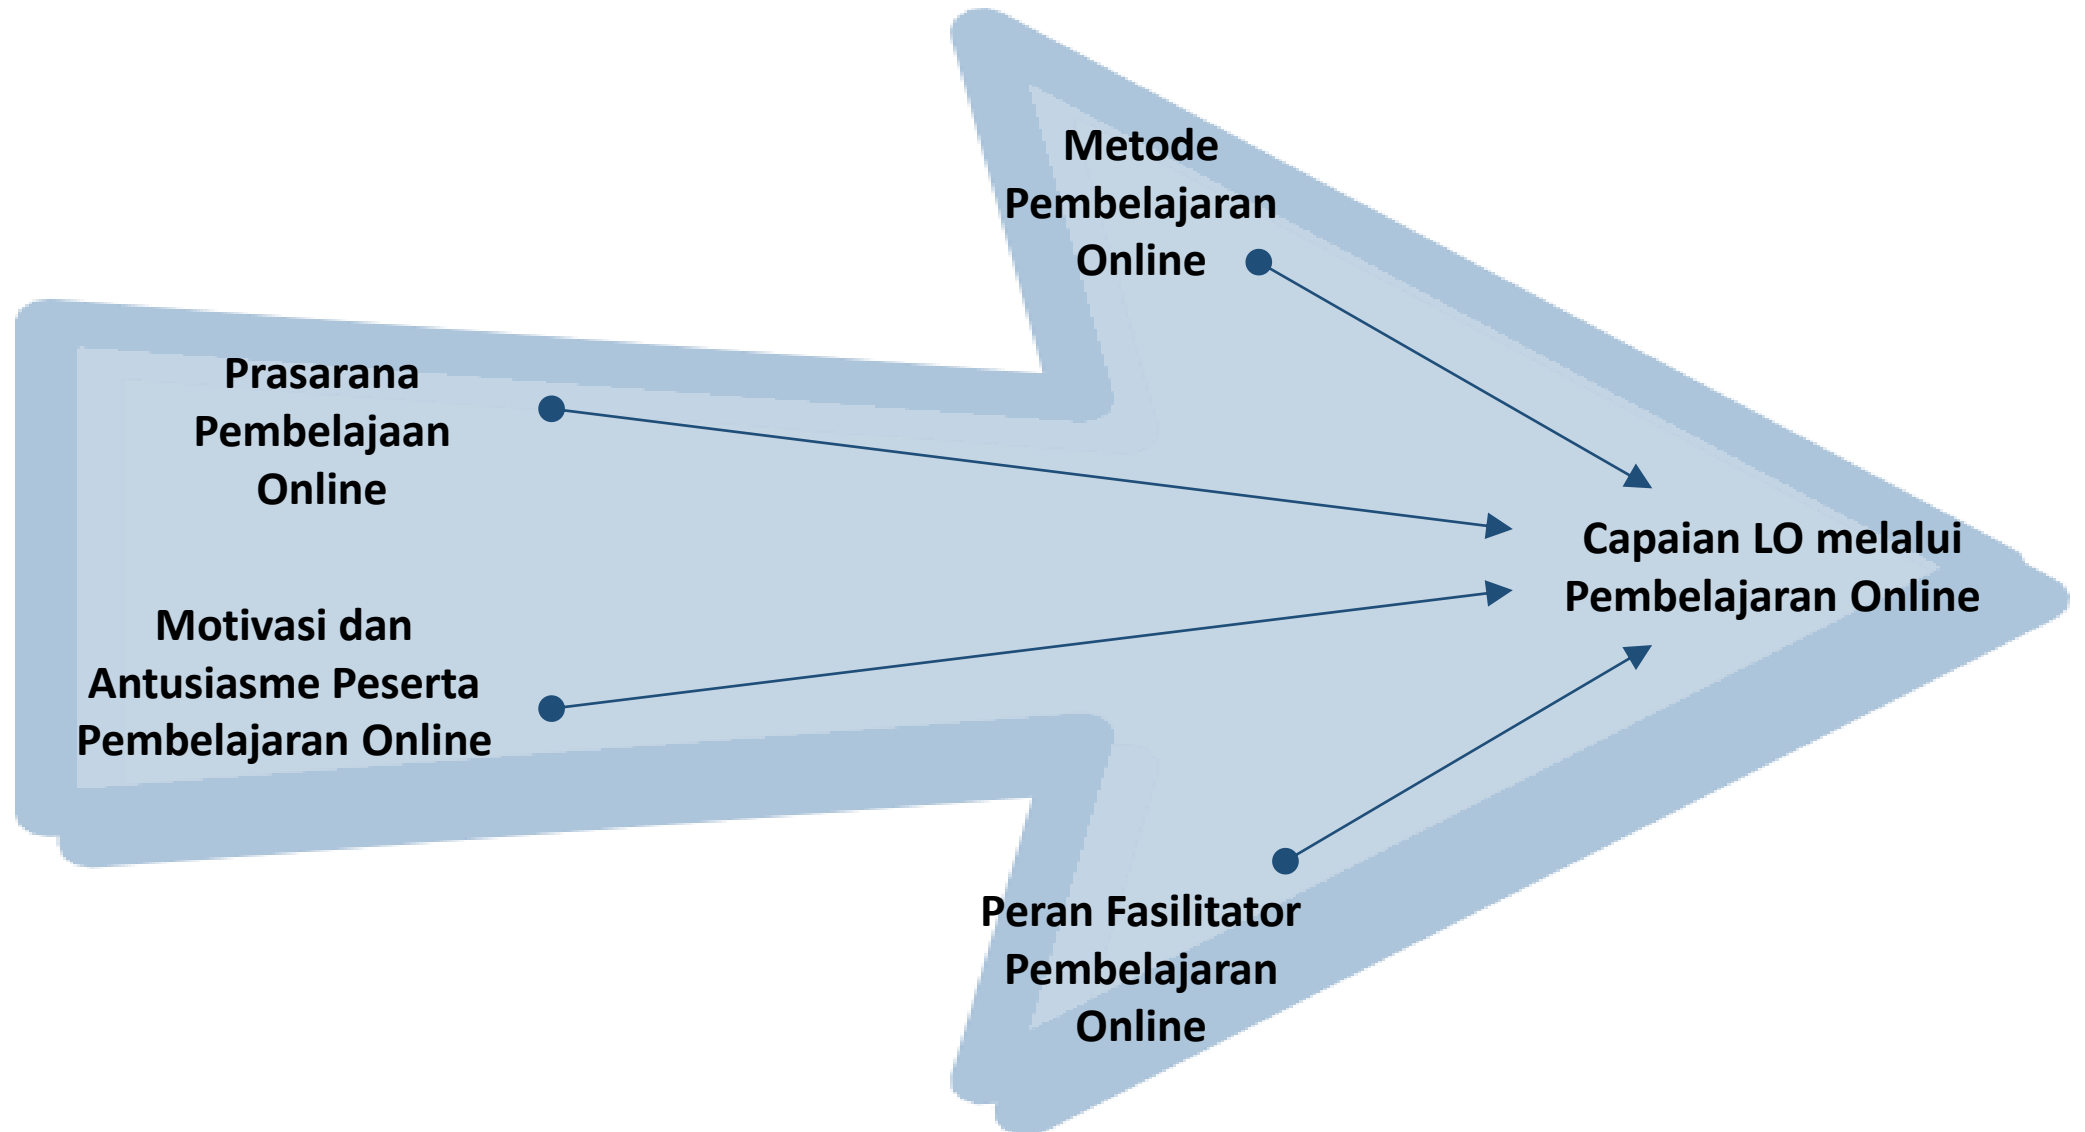 Metode
Pembelajaran
Online
Prasarana
Pembelajaan
Online
Capaian LO melalui
Pembelajaran Online
Motivasi dan
Antusiasme Peserta
Pembelajaran Online
Peran Fasilitator
Pembelajaran
Online